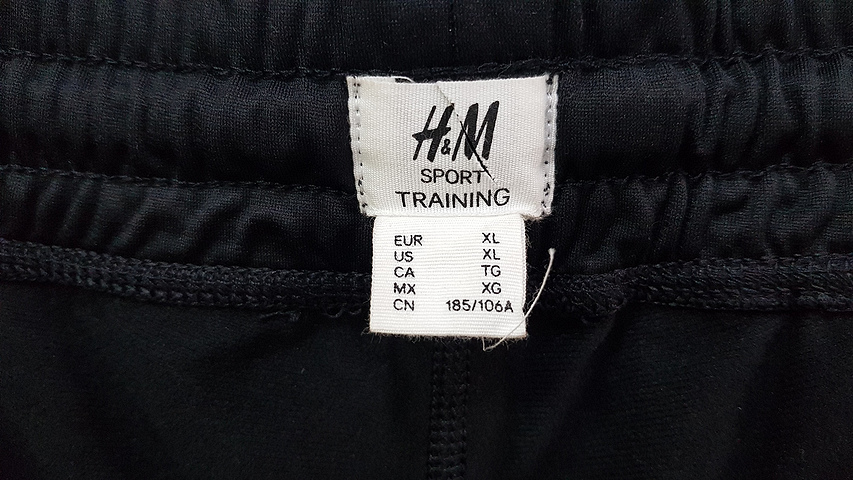 H&M
SPORT
TRAINING
EUR XL
US XL
CA TG
MX XG
CN 185/106A